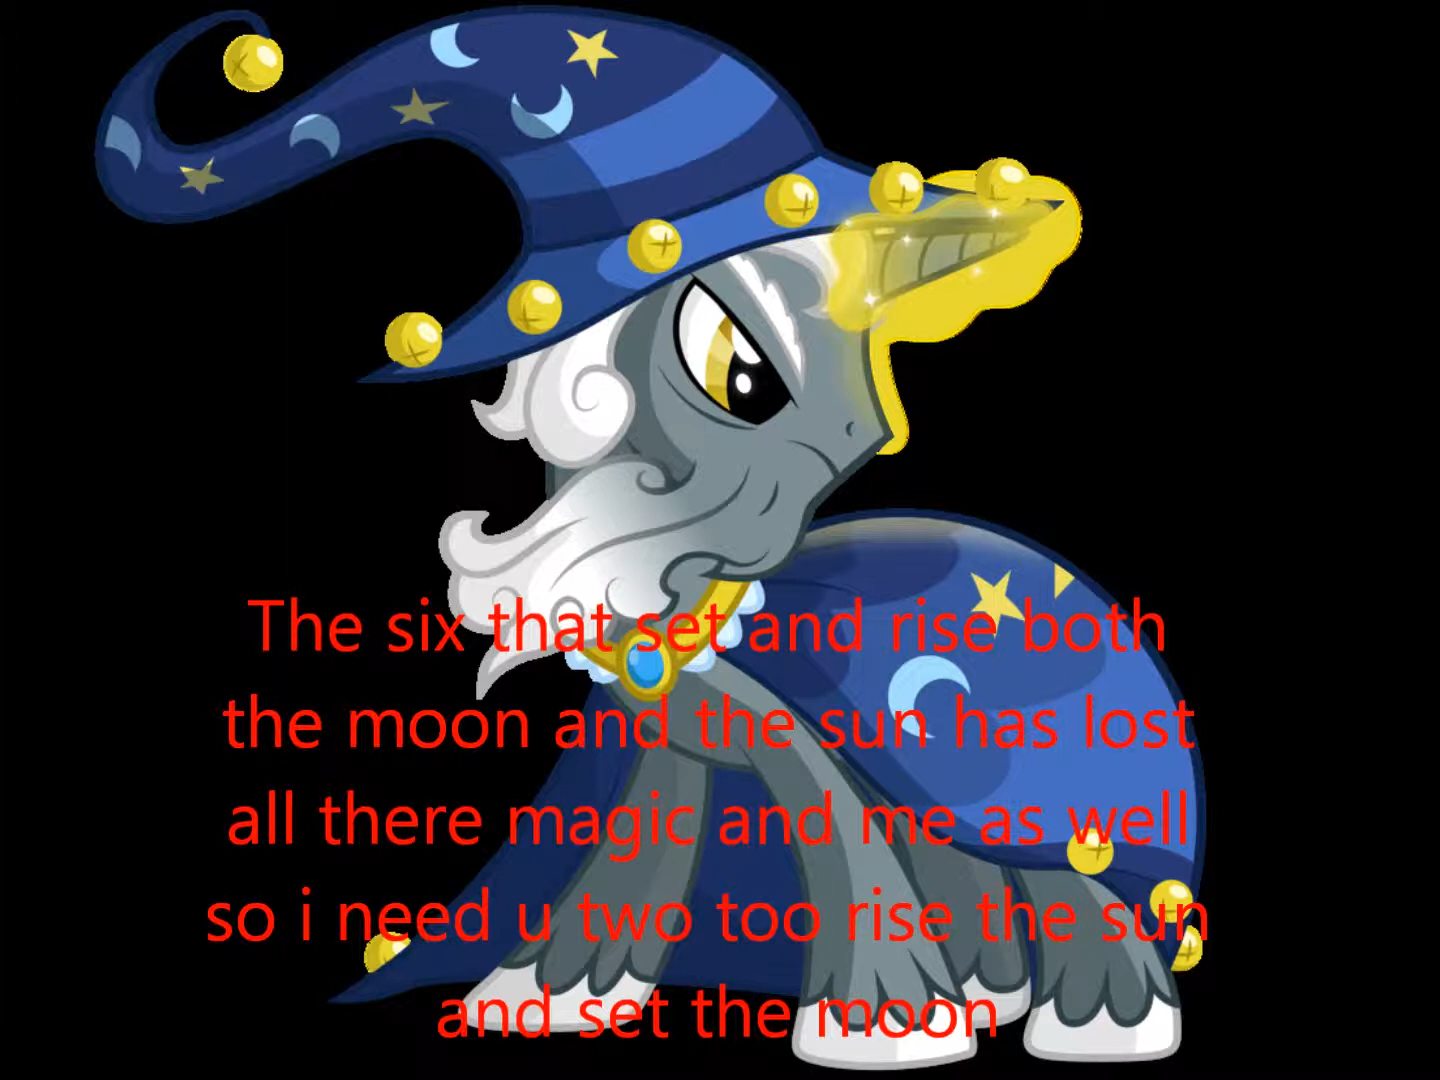 The six that set and rise both
the moon and the sun has lost
all there magic and me as well
so i need u two too rise the sun
and set the moon